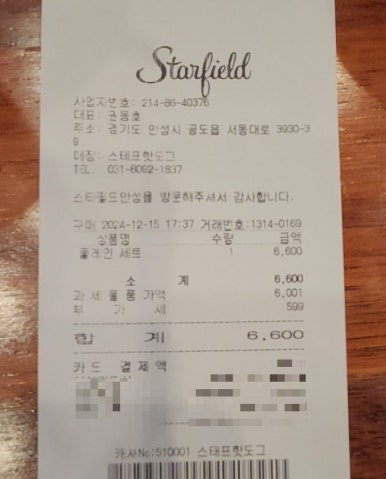 Starfield
사업자번호: 214-86-40376
대표: 권동호
주소: 경기도 안성시 공도읍 서동대로 3930-3
9
매장: 스테프핫도그
TEL. 031-8092-1837
스타필드안성을 방문해주셔서 감사합니다.
구매 2024-12-15 17:37 거래번호:1314-0169
상품명 수량 금액
플레인 세트 1 6,600
소 계 6,600
과세물품가액 6,001
부 가 세 599
합 계 6,600
카드 결제액
캐셔No:510001 스테프핫도그